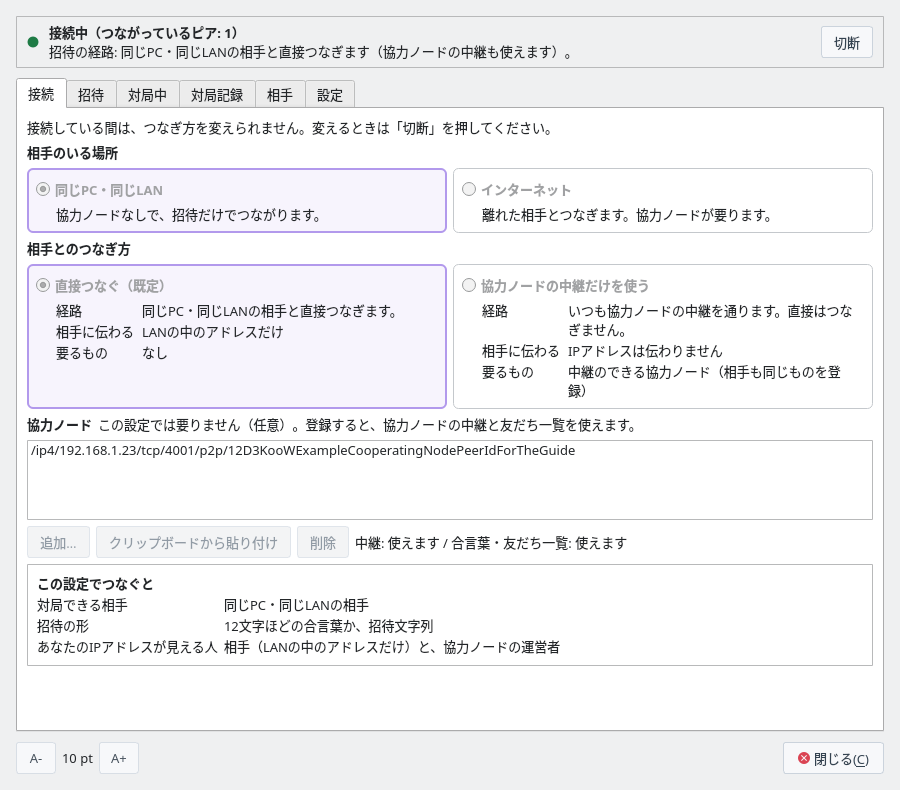 接続中（つながっているピア: 1）
招待の経路: 同じPC・同じLANの相手と直接つなぎます（協力ノードの中継も使えます）。
切断
接続 招待 対局中 対局記録 相手 設定
接続している間は、つなぎ方を変えられません。変えるときは「切断」を押してください。
相手のいる場所
同じPC・同じLAN
協力ノードなしで、招待だけでつながります。
インターネット
離れた相手とつなぎます。協力ノードが要ります。
相手とのつなぎ方
直接つなぐ（既定）
経路 同じPC・同じLANの相手と直接つなぎます。
相手に伝わる LANの中のアドレスだけ
要るもの なし
協力ノードの中継だけを使う
経路 いつも協力ノードの中継を通ります。直接はつな
ぎません。
相手に伝わる IPアドレスは伝わりません
要るもの 中継のできる協力ノード（相手も同じものを登
録）
協力ノード この設定では要りません（任意）。登録すると、協力ノードの中継と友だち一覧を使えます。
/ip4/192.168.1.23/tcp/4001/p2p/12D3KooWExampleCooperatingNodePeerIdForTheGuide
追加... クリップボードから貼り付け 削除 中継: 使えます / 合言葉・友だち一覧: 使えます
この設定でつなぐと
対局できる相手 同じPC・同じLANの相手
招待の形 12文字ほどの合言葉か、招待文字列
あなたのIPアドレスが見える人 相手（LANの中のアドレスだけ）と、協力ノードの運営者
A- 10 pt A+ 閉じる(C)